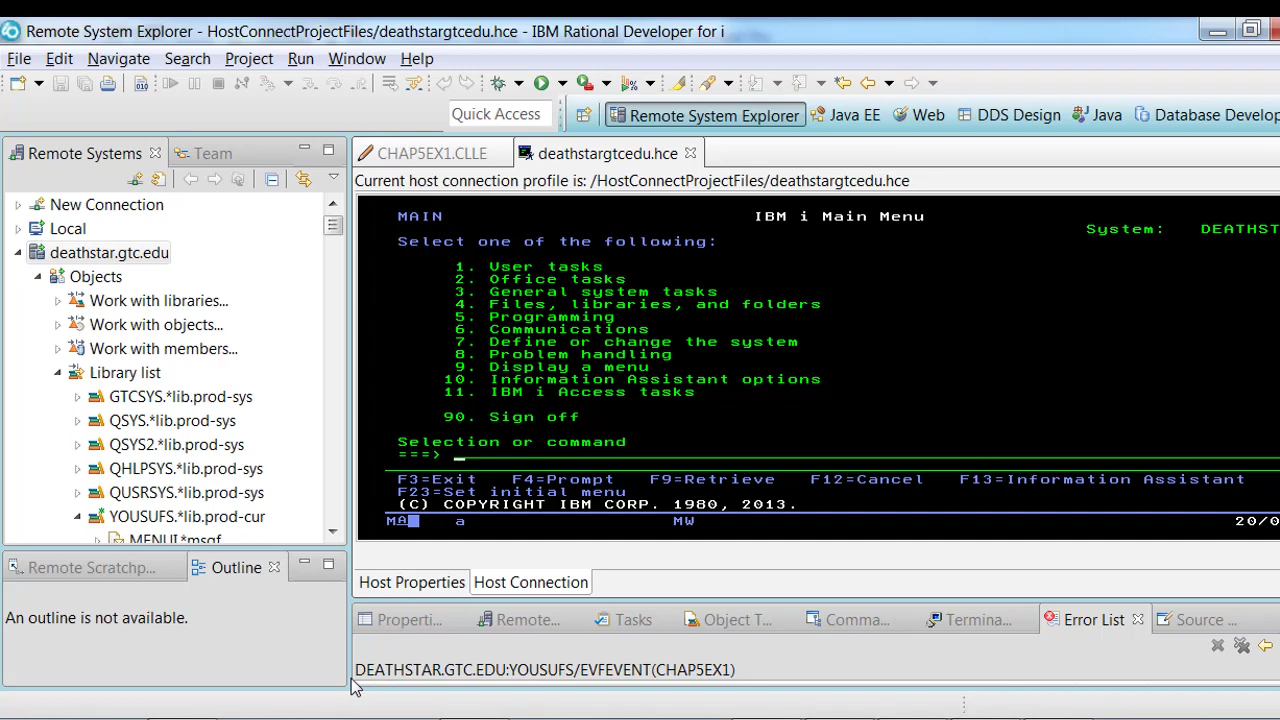 Remote System Explorer - HostConnectProjectFiles/deathstargtcedu.hce - IBM Rational Developer for i
File Edit Navigate Search Project Run Window Help
Quick Access Remote System Explorer Java EE Web DDS Design Java Database Develop
Remote Systems Team
New Connection
Local
deathstar.gtc.edu
Objects
Work with libraries...
Work with objects...
Work with members...
Library list
GTCSYS.*lib.prod-sys
QSYS.*lib.prod-sys
QSYS2.*lib.prod-sys
QHLPSYS.*lib.prod-sys
QUSRSYS.*lib.prod-sys
YOUSUFS.*lib.prod-cur
MENUI.*msgf
Remote Scratchp... Outline
An outline is not available.
CHAP5EX1.CLLE deathstargtcedu.hce
Current host connection profile is: /HostConnectProjectFiles/deathstargtcedu.hce
MAIN IBM i Main Menu
System: DEATHST
Select one of the following:
1. User tasks
2. Office tasks
3. General system tasks
4. Files, libraries, and folders
5. Programming
6. Communications
7. Define or change the system
8. Problem handling
9. Display a menu
10. Information Assistant options
11. IBM i Access tasks
90. Sign off
Selection or command
===> _
F3=Exit F4=Prompt F9=Retrieve F12=Cancel F13=Information Assistant
F23=Set initial menu
(C) COPYRIGHT IBM CORP. 1980, 2013.
MA a MW 20/0
Host Properties Host Connection
Properti... Remote... Tasks Object T... Comma... Termina... Error List Source ...
DEATHSTAR.GTC.EDU:YOUSUFS/EVFEVENT(CHAP5EX1)